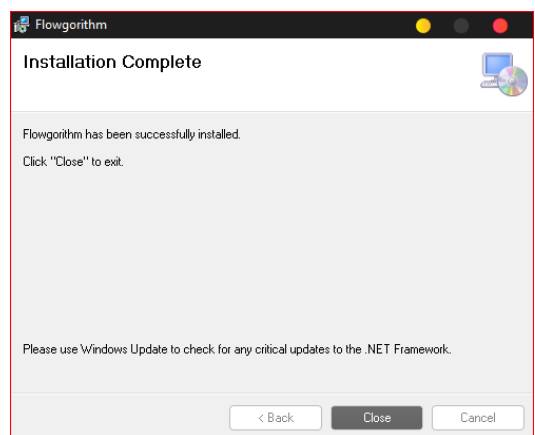 Flowgorithm
Installation Complete
Flowgorithm has been successfully installed.
Click "Close" to exit.
Please use Windows Update to check for any critical updates to the .NET Framework.
< Back
Close
Cancel